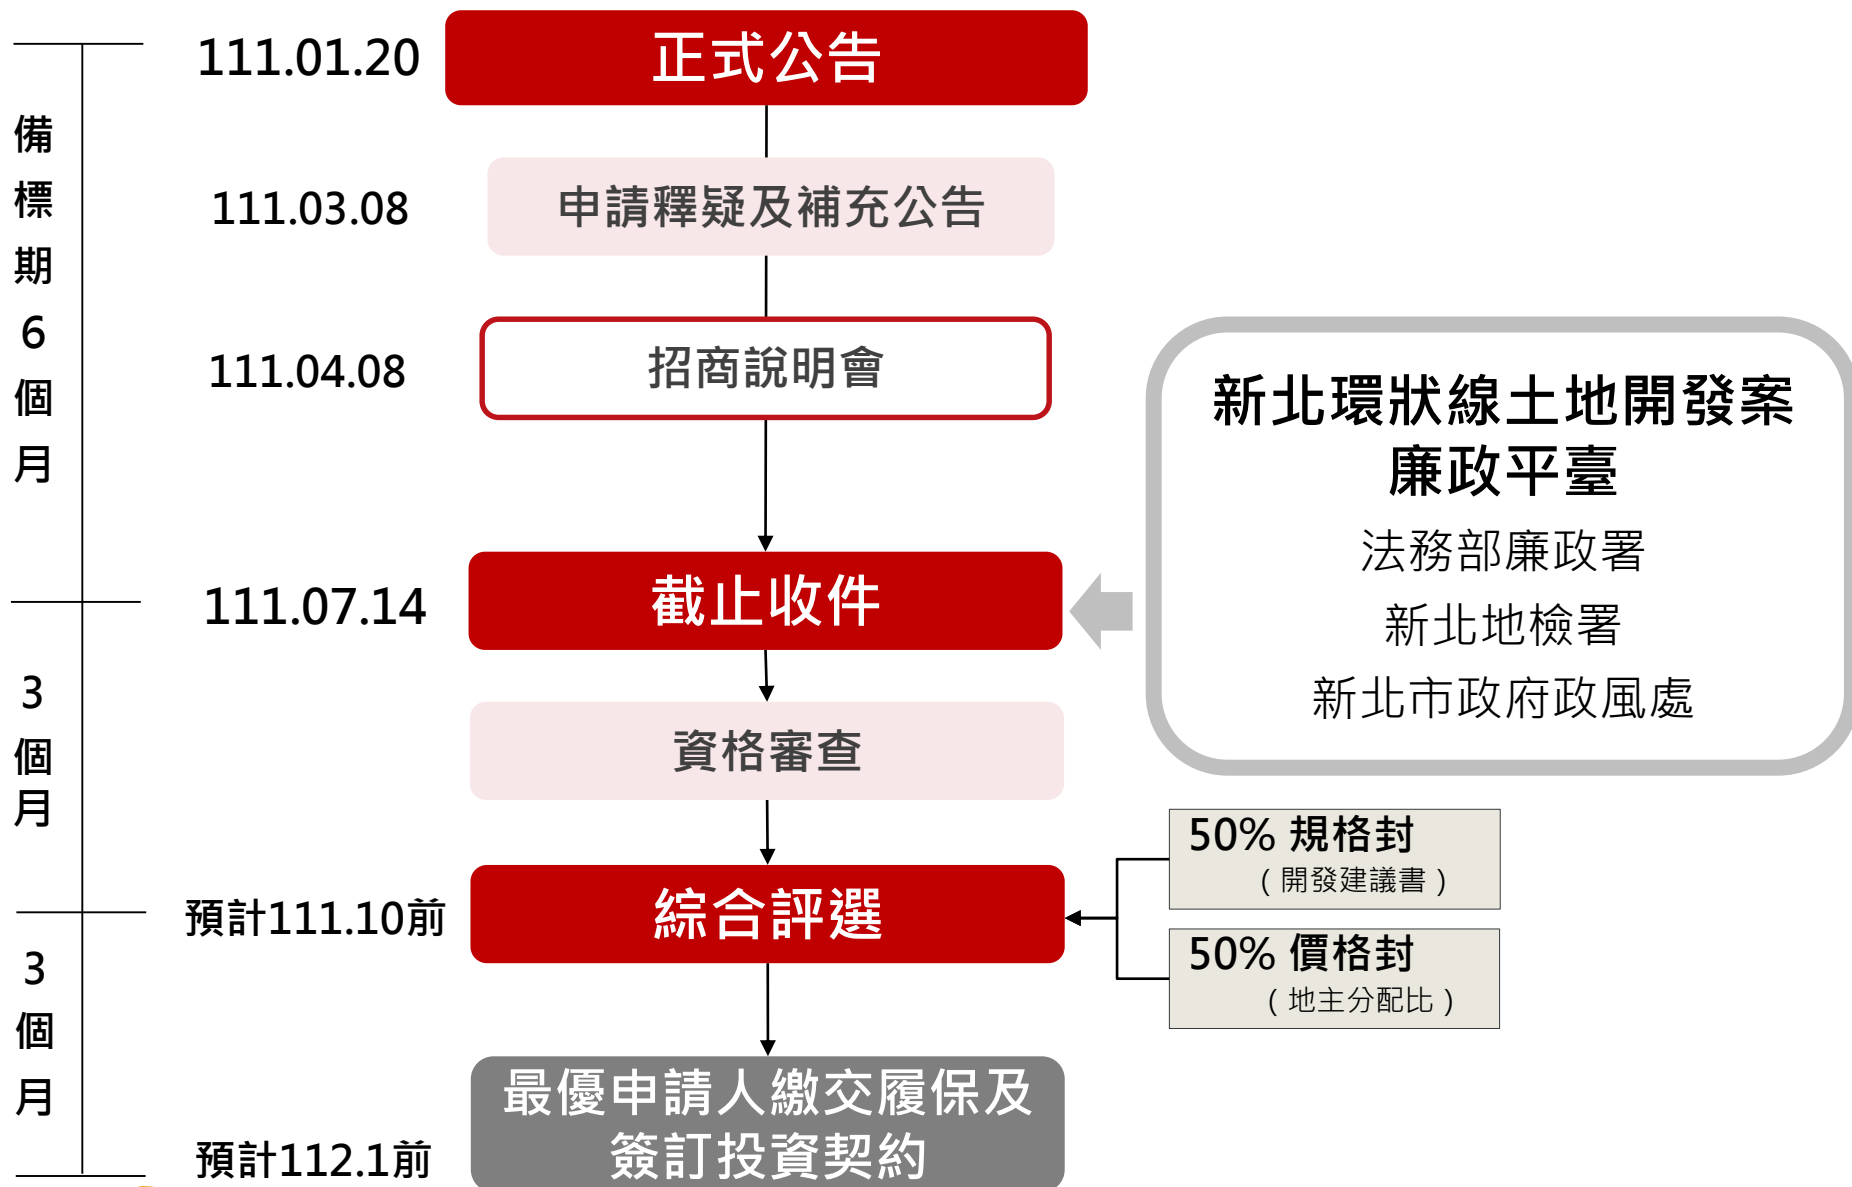 111.01.20
正式公告
備標期6個月
111.03.08
申請釋疑及補充公告
111.04.08
招商說明會
新北環狀線土地開發案
廉政平臺
法務部廉政署
新北地檢署
新北市政府政風處
111.07.14
截止收件
3個月
資格審查
50% 規格封
(開發建議書)
預計111.10前
綜合評選
50% 價格封
(地主分配比)
3個月
預計112.1前
最優申請人繳交履保及
簽訂投資契約